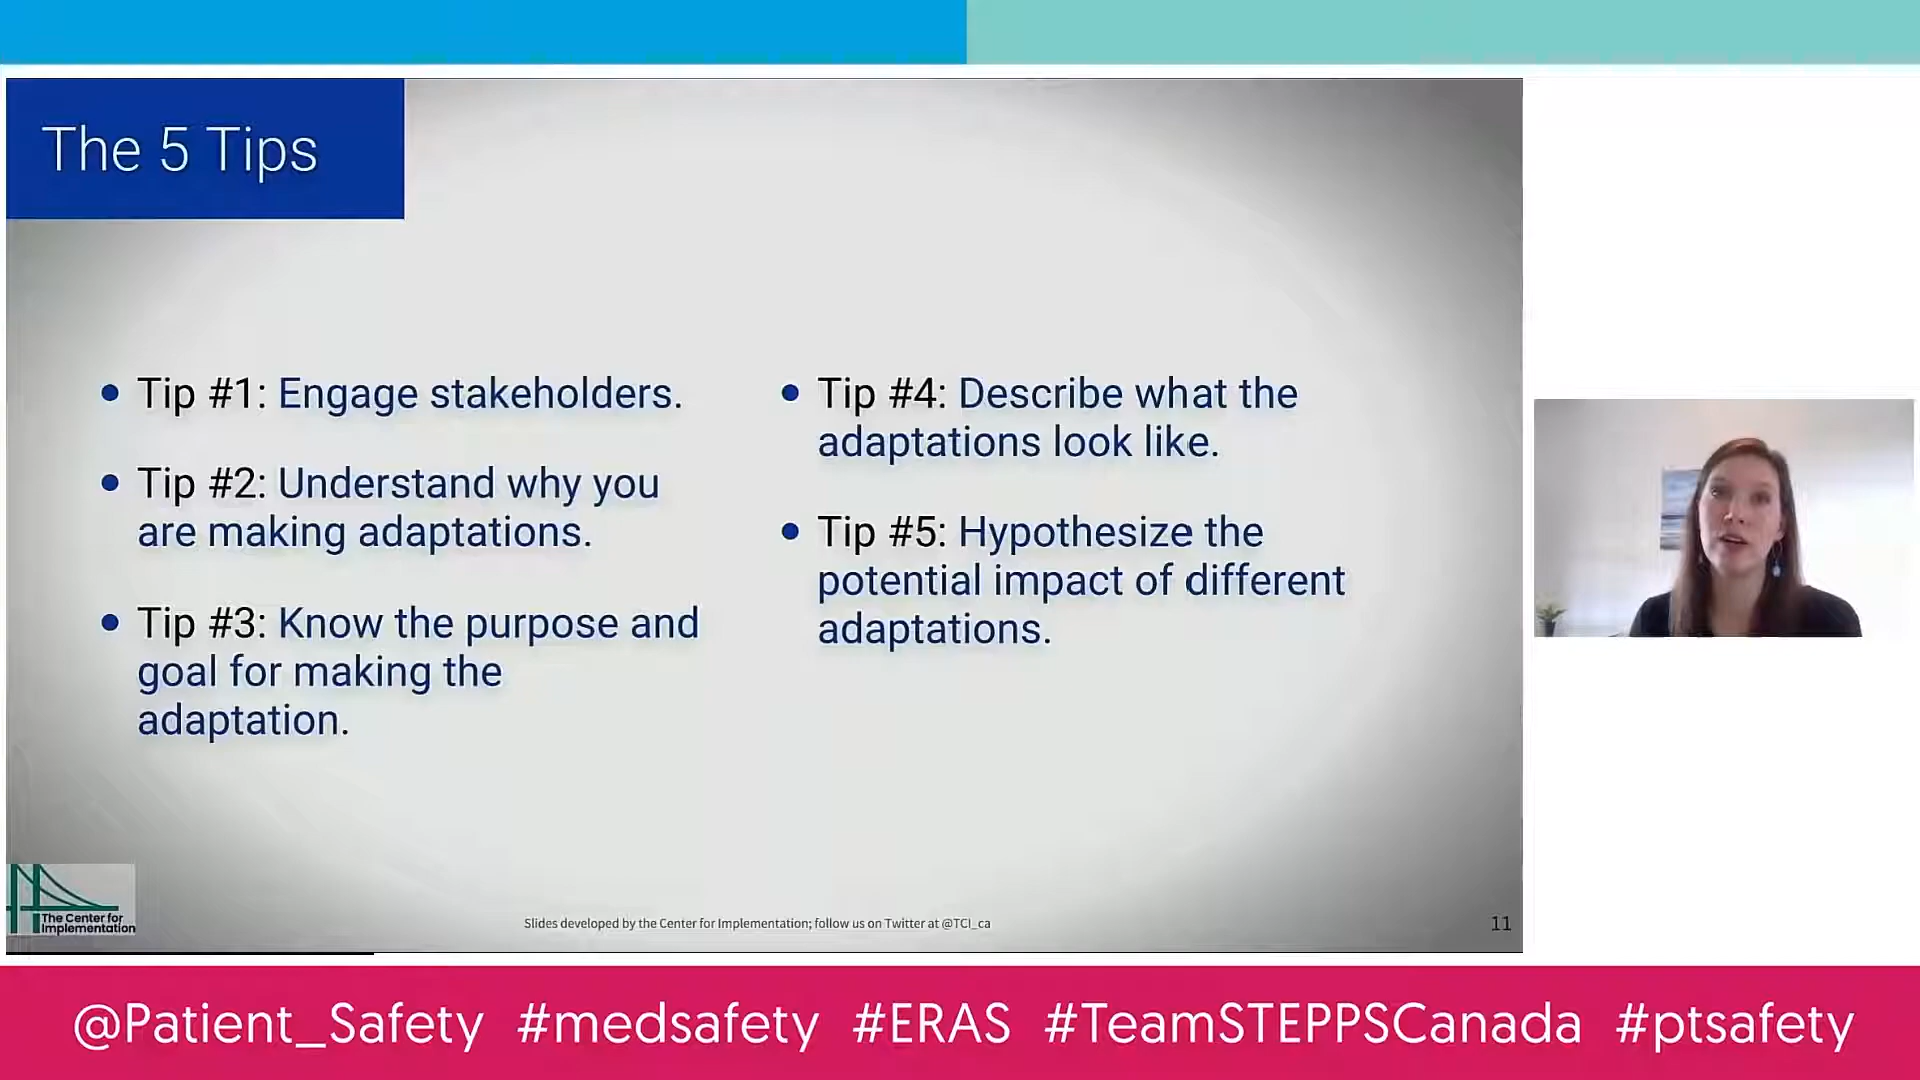 The 5 Tips
• Tip #1: Engage stakeholders.
• Tip #2: Understand why you
are making adaptations.
• Tip #3: Know the purpose and
goal for making the
adaptation.
• Tip #4: Describe what the
adaptations look like.
• Tip #5: Hypothesize the
potential impact of different
adaptations.
The Center for
Implementation
Slides developed by the Center for Implementation; follow us on Twitter at @TCI_ca
11
@Patient_Safety #medsafety #ERAS #TeamSTEPPSCanada #ptsafety